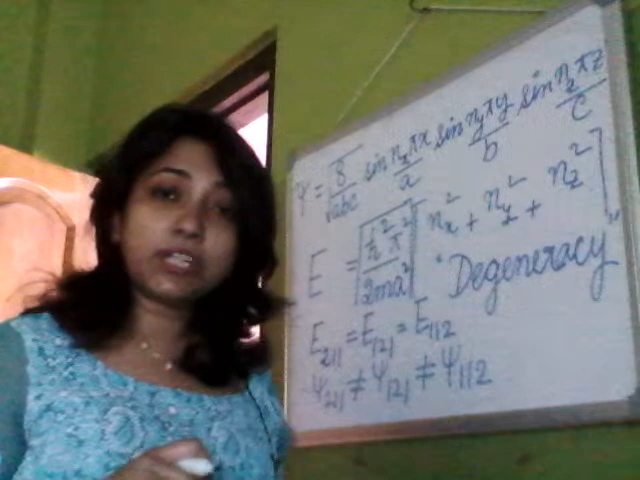 Ψ = √8/√abc sin nₓπx/a sin n_yπy/b sin n_zπz/c
E = [ħ²π²/2ma²] [nₓ² + n_y² + n_z²]
"Degeneracy"
E₂₁₁ = E₁₂₁ = E₁₁₂
Ψ₂₁₁ ≠ Ψ₁₂₁ ≠ Ψ₁₁₂